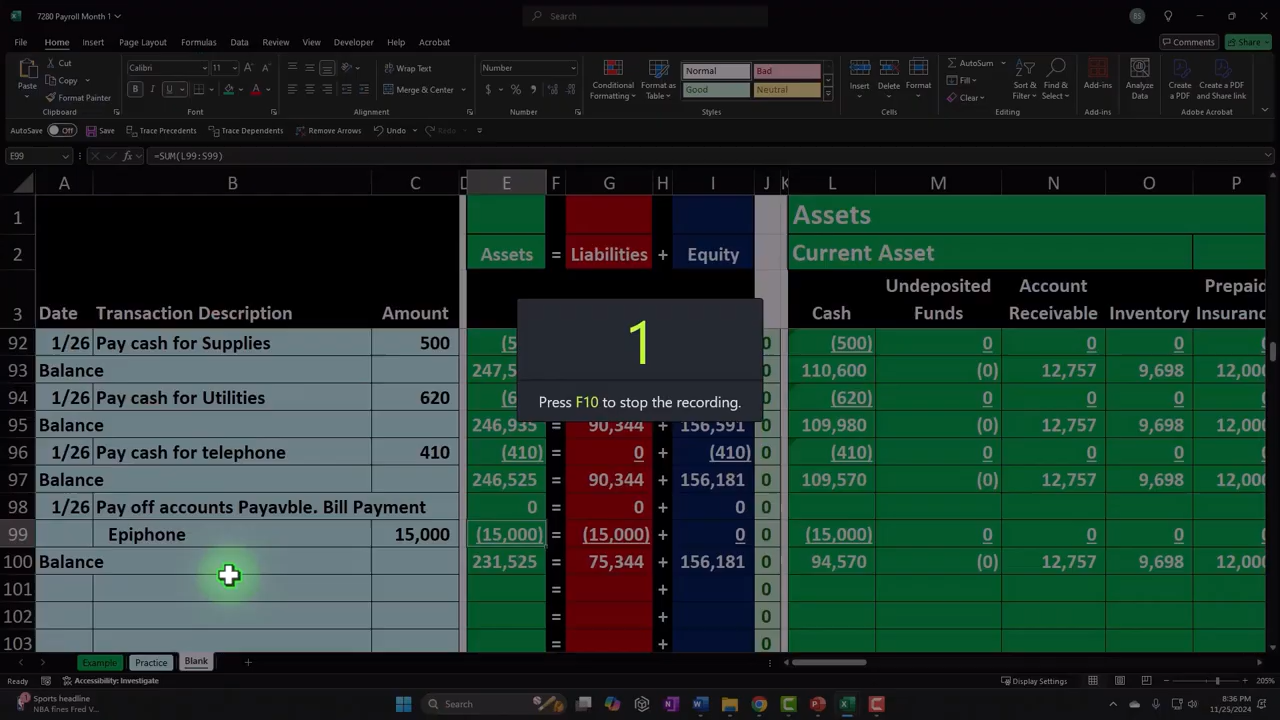 7280 Payroll Month 1
Search
BS
File Home Insert Page Layout Formulas Data Review View Developer Help Acrobat Comments Share
Paste Cut Copy Format Painter Clipboard
Calibri 11 B I U Font
Wrap Text Merge & Center Alignment
Number $ % Number
Conditional Formatting Format as Table Normal Bad Good Neutral Styles
Insert Delete Format Cells
AutoSum Fill Clear Sort & Filter Find & Select Editing
Add-ins Add-ins
Analyze Data
Create a PDF Create a PDF and Share link Adobe Acrobat
AutoSave Off Save Trace Precedents Trace Dependents Remove Arrows Undo Redo
E99 fx =SUM(L99:S99)
A B C D E F G H I J K L M N O P
1 Assets
2 Assets = Liabilities + Equity Current Asset
3 Date Transaction Description Amount Cash Undeposited Funds Account Receivable Inventory Prepaid Insuranc
92 1/26 Pay cash for Supplies 500 (5 0 (500) 0 0 0 0
93 Balance 247,5 0 110,600 (0) 12,757 9,698 12,000
94 1/26 Pay cash for Utilities 620 (6 0 (620) 0 0 0 0
95 Balance 246,935 = 90,344 + 156,591 0 109,980 (0) 12,757 9,698 12,000
96 1/26 Pay cash for telephone 410 (410) = 0 + (410) 0 (410) 0 0 0 0
97 Balance 246,525 = 90,344 + 156,181 0 109,570 (0) 12,757 9,698 12,000
98 1/26 Pay off accounts Payavble. Bill Payment 0 = 0 + 0 0
99 Epiphone 15,000 (15,000) = (15,000) + 0 0 (15,000) 0 0 0 0
100 Balance 231,525 = 75,344 + 156,181 0 94,570 (0) 12,757 9,698 12,000
101 = + 0
102 = + 0
103 = + 0
1
Press F10 to stop the recording.
Example Practice Blank
Ready Accessibility: Investigate Display Settings 205%
Sports headline
NBA fines Fred V...
Search
8:36 PM
11/25/2024